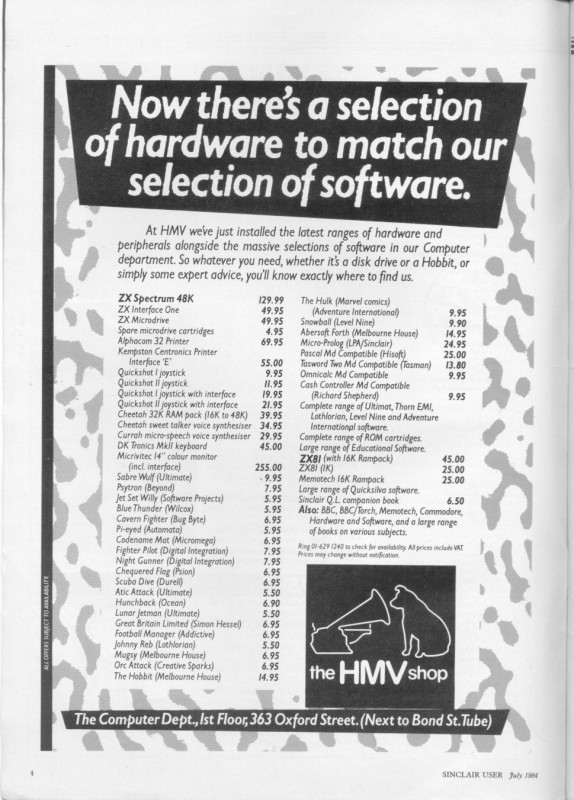 Now there's a selection
of hardware to match our
selection of software.
At HMV we've just installed the latest ranges of hardware and
peripherals alongside the massive selections of software in our Computer
department. So whatever you need, whether it's a disk drive or a Hobbit, or
simply some expert advice, you'll know exactly where to find us.
ZX Spectrum 48K 129.99
ZX Interface One 49.95
ZX Microdrive 49.95
Spare microdrive cartridges 4.95
Alphacom 32 Printer 69.95
Kempston Centronics Printer
Interface 'E' 55.00
Quickshot I joystick 9.95
Quickshot II joystick 11.95
Quickshot I joystick with interface 19.95
Quickshot II joystick with interface 21.95
Cheetah 32K RAM pack (16K to 48K) 39.95
Cheetah sweet talker voice synthesiser 34.95
Currah micro-speech voice synthesiser 29.95
DK Tronics MkII keyboard 45.00
Micrivitec 14" colour monitor
(incl. interface) 255.00
Sabre Wulf (Ultimate) 9.95
Psytron (Beyond) 7.95
Jet Set Willy (Software Projects) 5.95
Blue Thunder (Wilcox) 5.95
Cavern Fighter (Bug Byte) 6.95
Pi-eyed (Automata) 5.95
Codename Mat (Micromega) 6.95
Fighter Pilot (Digital Integration) 7.95
Night Gunner (Digital Integration) 7.95
Chequered Flag (Psion) 6.95
Scuba Dive (Durell) 6.95
Atic Attack (Ultimate) 5.50
Hunchback (Ocean) 6.90
Lunar Jetman (Ultimate) 5.50
Great Britain Limited (Simon Hessel) 6.95
Football Manager (Addictive) 6.95
Johnny Reb (Lothlorian) 5.50
Mugsy (Melbourne House) 6.95
Orc Attack (Creative Sparks) 6.95
The Hobbit (Melbourne House) 14.95
The Hulk (Marvel comics)
(Adventure International) 9.95
Snowball (Level Nine) 9.90
Abersoft Forth (Melbourne House) 14.95
Micro-Prolog (LPA/Sinclair) 24.95
Pascal Md Compatible (Hisoft) 25.00
Tasword Two Md Compatible (Tasman) 13.80
Omnicalc Md Compatible 9.95
Cash Controller Md Compatible
(Richard Shepherd) 9.95
Complete range of Ultimat, Thorn EMI,
Lothlorian, Level Nine and Adventure
International software.
Complete range of ROM cartridges.
Large range of Educational Software.
ZX81 (with 16K Rampack) 45.00
ZX81 (1K) 25.00
Memotech 16K Rampack 25.00
Large range of Quicksilva software.
Sinclair Q.L. companion book 6.50
Also: BBC, BBC/Torch, Memotech, Commodore,
Hardware and Software, and a large range
of books on various subjects.
Ring 01-629 1240 to check for availability. All prices include VAT.
Prices may change without notification.
the HMV shop
ALL OFFERS SUBJECT TO AVAILABILITY.
The Computer Dept., 1st Floor, 363 Oxford Street. (Next to Bond St. Tube)
4
SINCLAIR USER July 1984